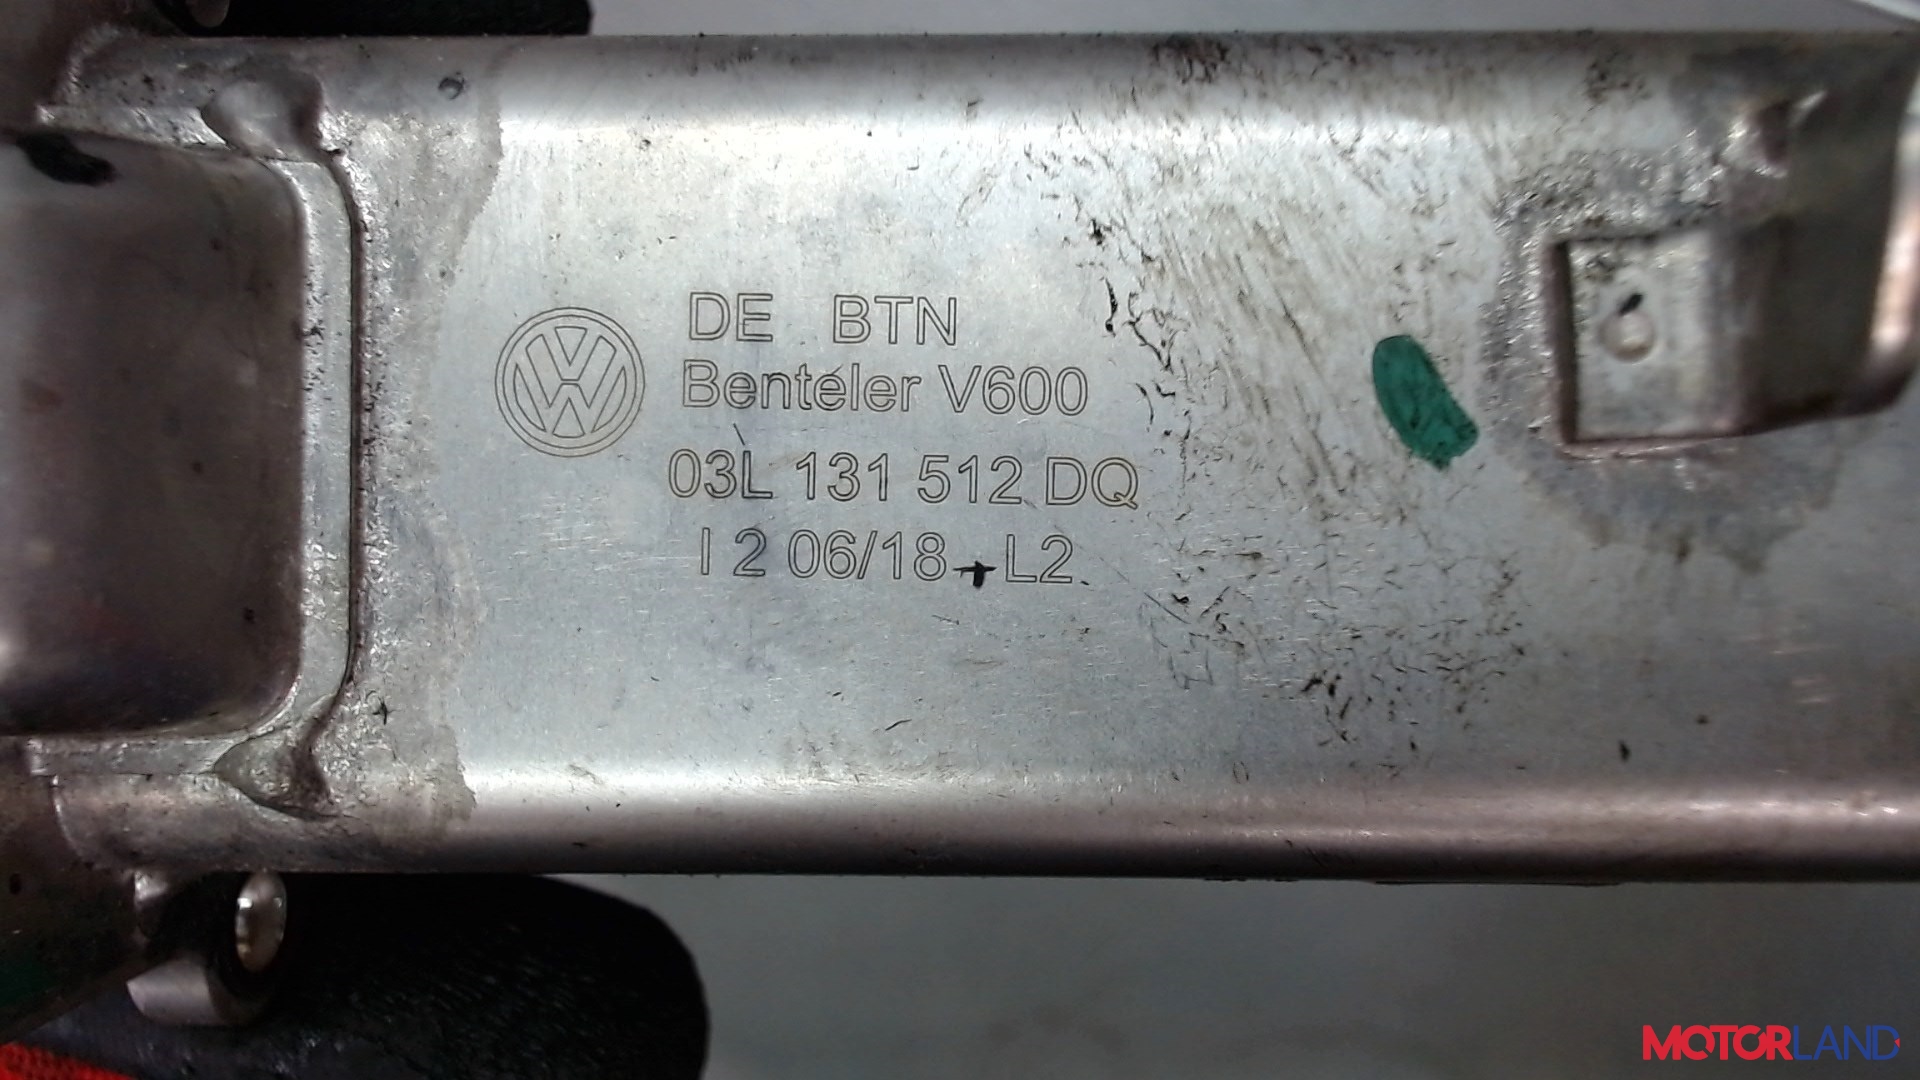 DE BTN
Benteler V600
03L 131 512 DQ
I 2 06/18 L2
MOTORLAND